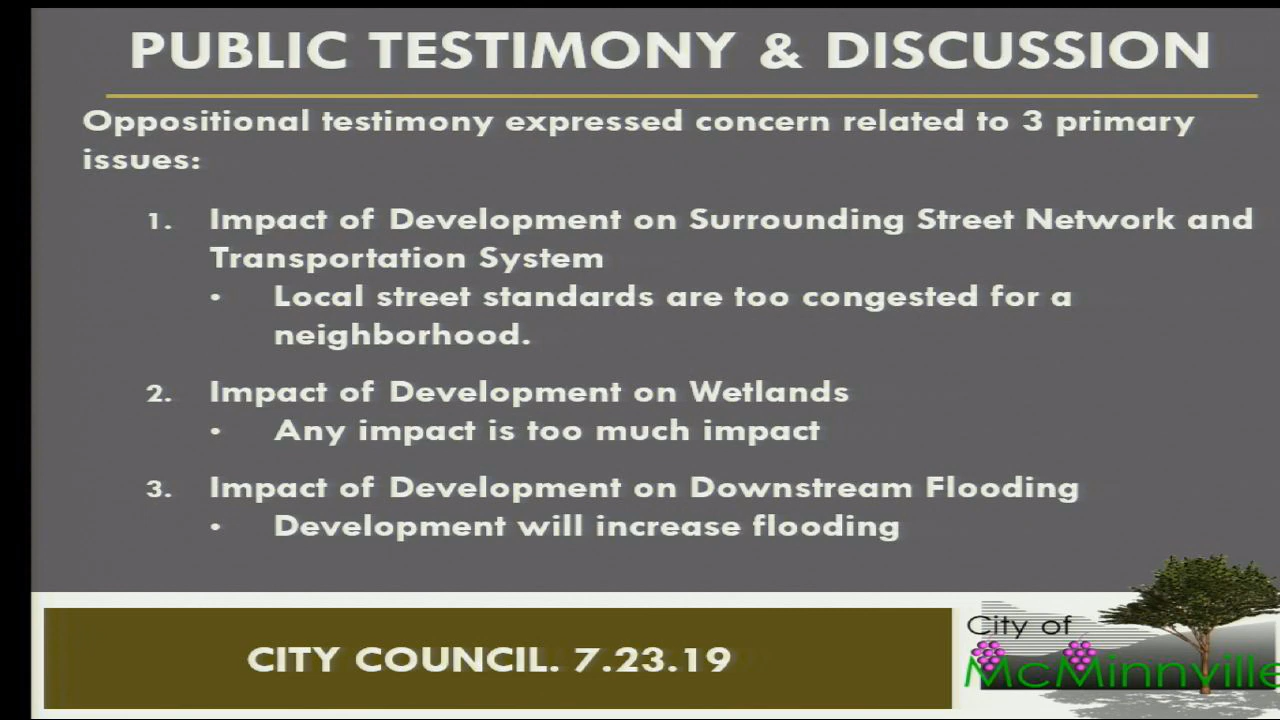 PUBLIC TESTIMONY & DISCUSSION
Oppositional testimony expressed concern related to 3 primary
issues:
1. Impact of Development on Surrounding Street Network and
Transportation System
• Local street standards are too congested for a
neighborhood.
2. Impact of Development on Wetlands
• Any impact is too much impact
3. Impact of Development on Downstream Flooding
• Development will increase flooding
CITY COUNCIL. 7.23.19
City of
McMinnville